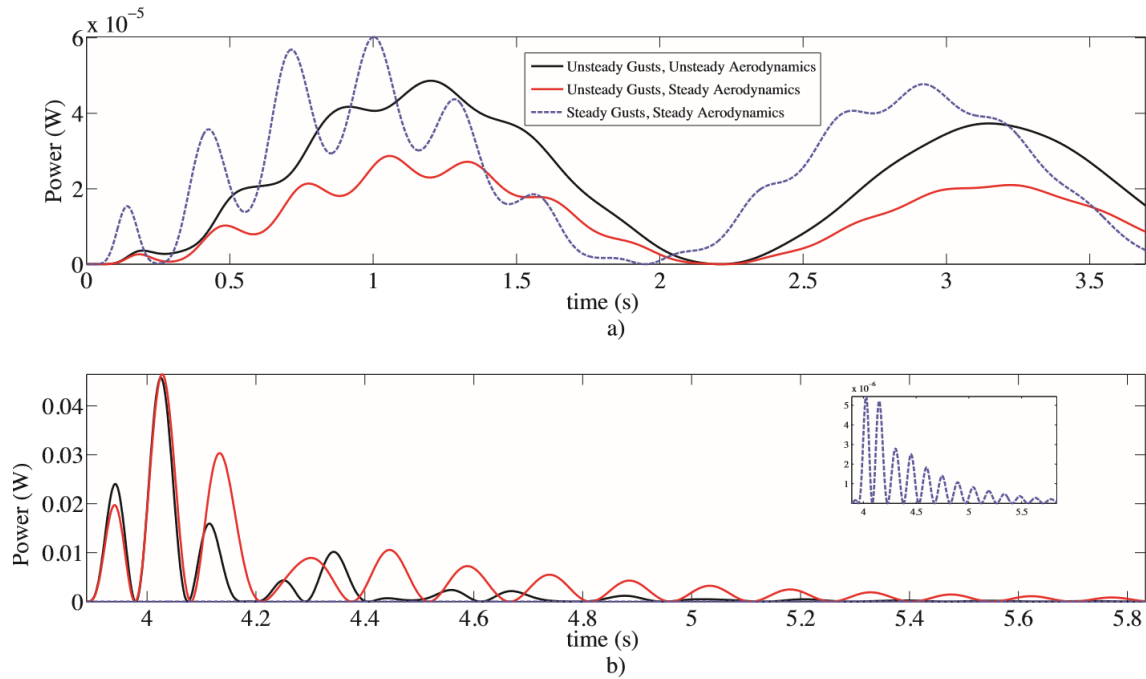 x 10⁻⁵
6
4
2
0
Power (W)
Unsteady Gusts, Unsteady Aerodynamics
Unsteady Gusts, Steady Aerodynamics
Steady Gusts, Steady Aerodynamics
0 0.5 1 1.5 2 2.5 3 3.5
time (s)
a)
0.04
0.03
0.02
0.01
0
Power (W)
x 10⁻⁶
5
4
3
2
1
4 4.5 5 5.5
4 4.2 4.4 4.6 4.8 5 5.2 5.4 5.6 5.8
time (s)
b)